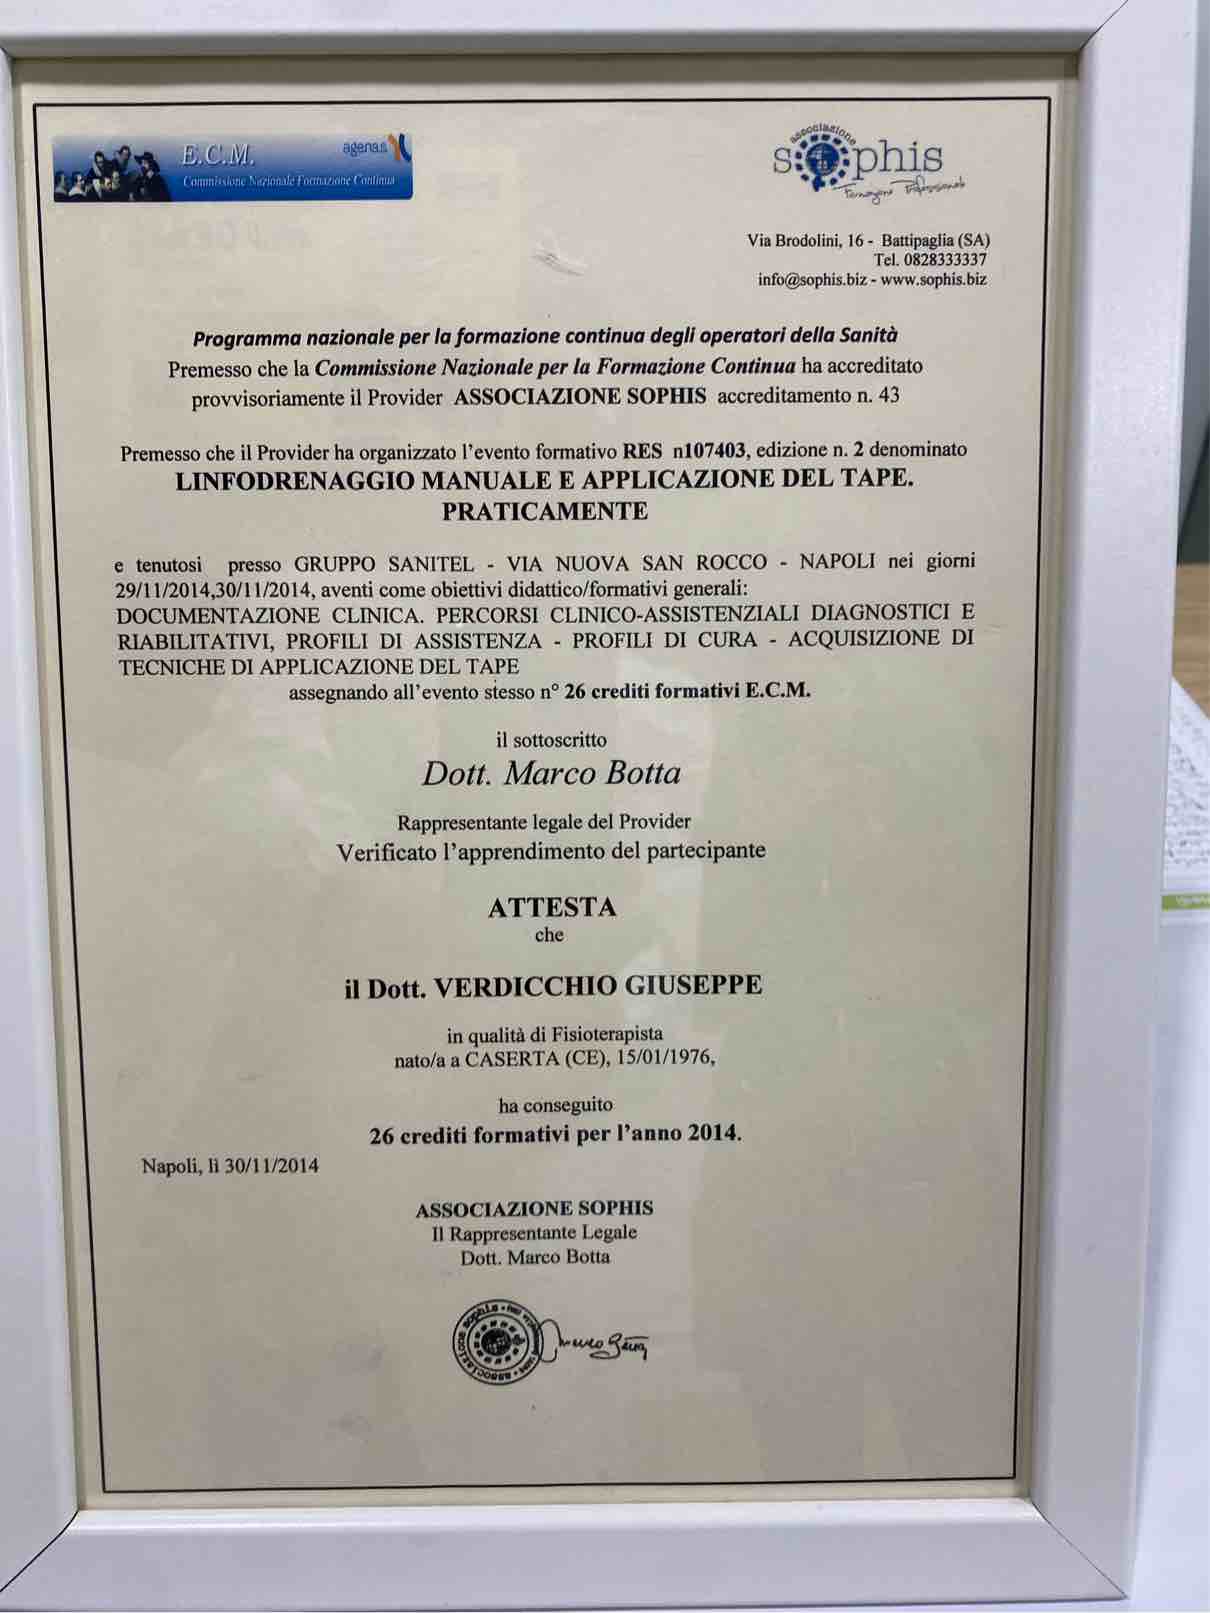 E.C.M.
agenas
Commissione Nazionale Formazione Continua
associazione
sophis
Formazione Professionale
Via Brodolini, 16 - Battipaglia (SA)
Tel. 0828333337
info@sophis.biz - www.sophis.biz
Programma nazionale per la formazione continua degli operatori della Sanità
Premesso che la Commissione Nazionale per la Formazione Continua ha accreditato
provvisoriamente il Provider ASSOCIAZIONE SOPHIS accreditamento n. 43
Premesso che il Provider ha organizzato l'evento formativo RES n107403, edizione n. 2 denominato
LINFODRENAGGIO MANUALE E APPLICAZIONE DEL TAPE.
PRATICAMENTE
e tenutosi presso GRUPPO SANITEL - VIA NUOVA SAN ROCCO - NAPOLI nei giorni
29/11/2014,30/11/2014, aventi come obiettivi didattico/formativi generali:
DOCUMENTAZIONE CLINICA. PERCORSI CLINICO-ASSISTENZIALI DIAGNOSTICI E
RIABILITATIVI, PROFILI DI ASSISTENZA - PROFILI DI CURA - ACQUISIZIONE DI
TECNICHE DI APPLICAZIONE DEL TAPE
assegnando all'evento stesso n° 26 crediti formativi E.C.M.
il sottoscritto
Dott. Marco Botta
Rappresentante legale del Provider
Verificato l'apprendimento del partecipante
ATTESTA
che
il Dott. VERDICCHIO GIUSEPPE
in qualità di Fisioterapista
nato/a a CASERTA (CE), 15/01/1976,
ha conseguito
26 crediti formativi per l'anno 2014.
Napoli, lì 30/11/2014
ASSOCIAZIONE SOPHIS
Il Rappresentante Legale
Dott. Marco Botta
associazione sophis